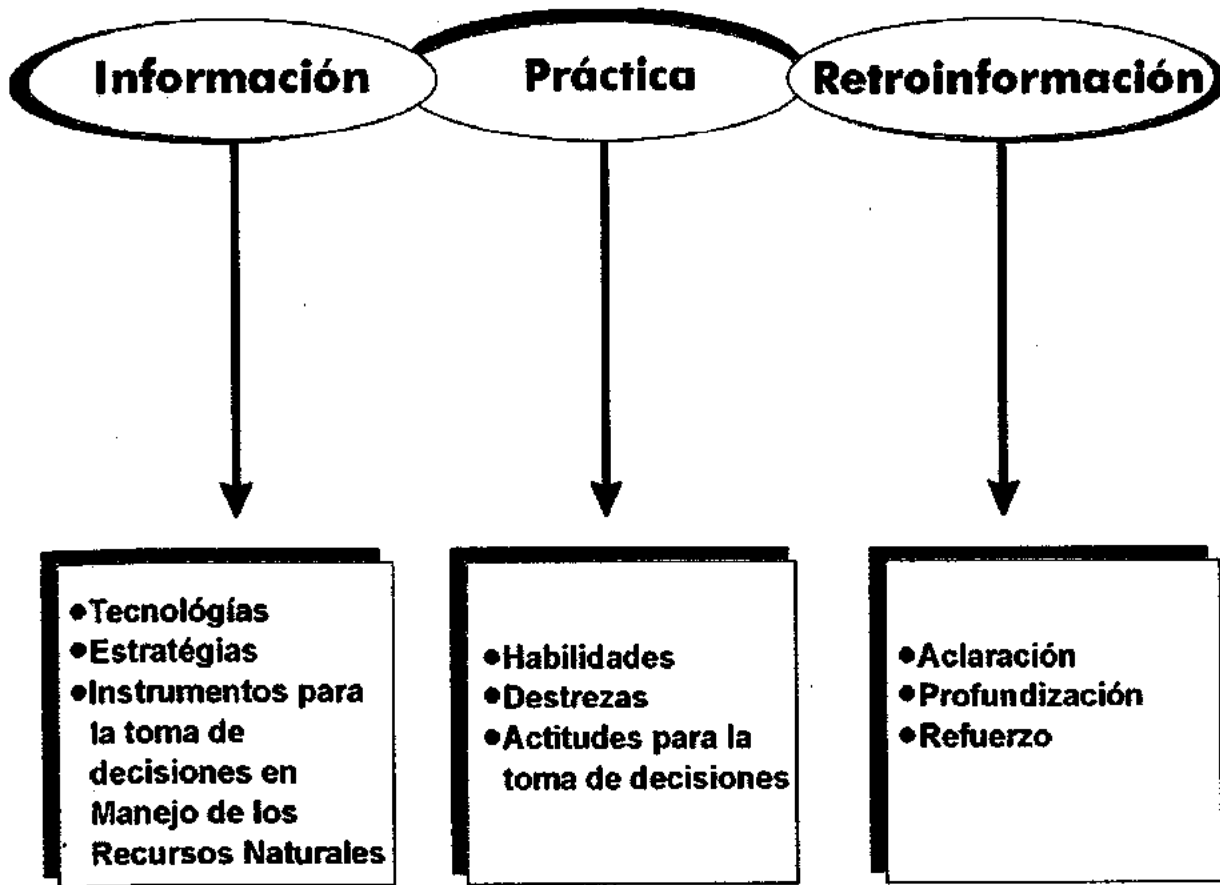 Información
Práctica
Retroinformación
●Tecnológías
●Estratégias
●Instrumentos para
la toma de
decisiones en
Manejo de los
Recursos Naturales
●Habilidades
●Destrezas
●Actitudes para la
toma de decisiones
●Aclaración
●Profundización
●Refuerzo